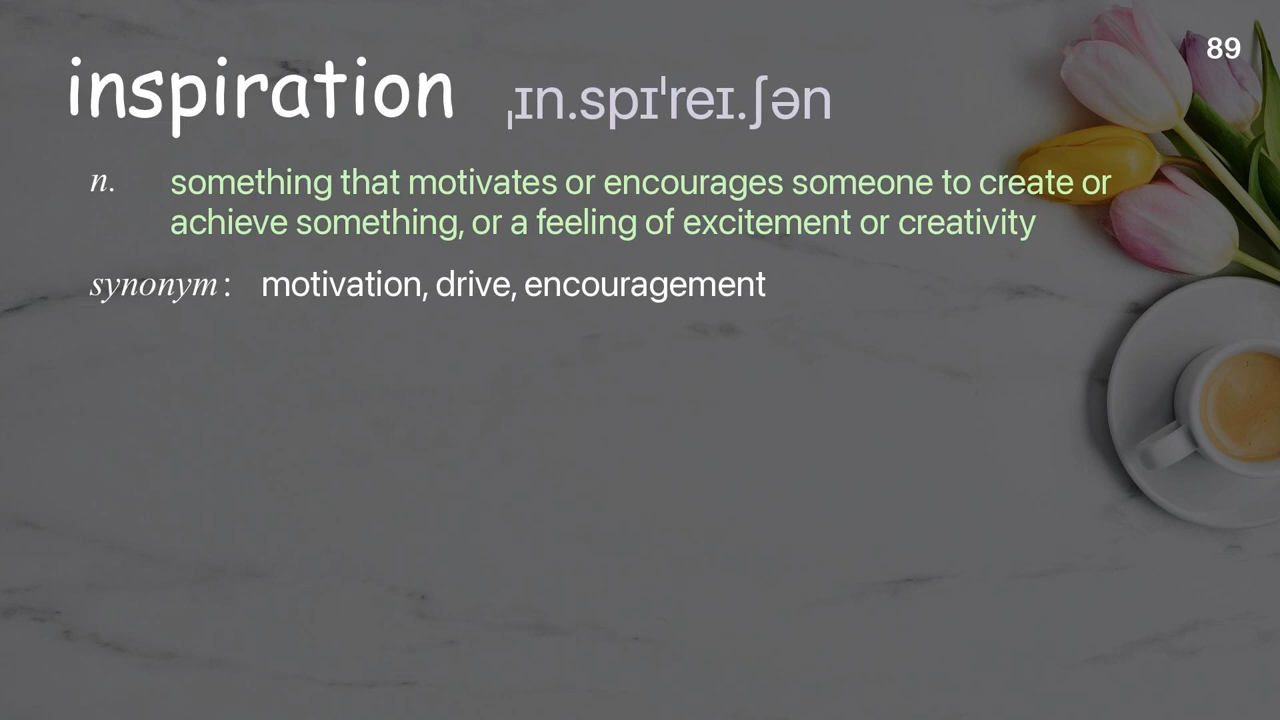 89
inspiration ˌɪn.spɪˈreɪ.ʃən
n. something that motivates or encourages someone to create or
achieve something, or a feeling of excitement or creativity
synonym : motivation, drive, encouragement